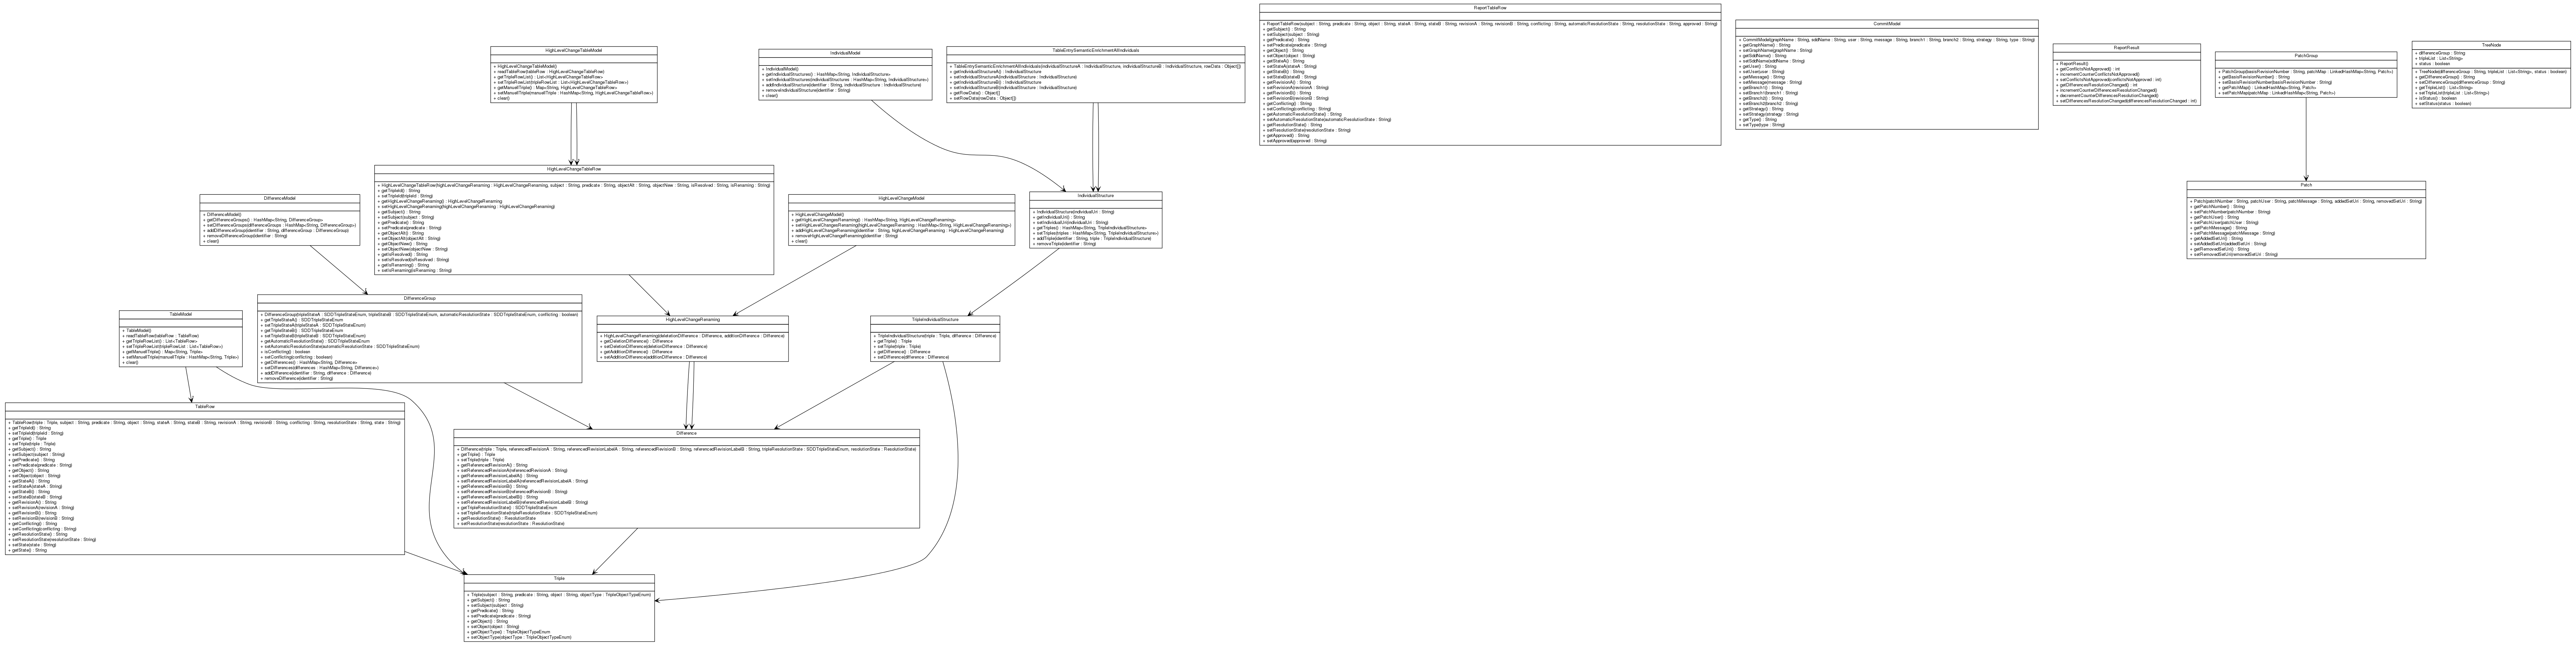 HighLevelChangeTableModel
+ HighLevelChangeTableModel()
+ readTableRow(tableRow : HighLevelChangeTableRow)
+ getTripleRowList() : List<HighLevelChangeTableRow>
+ setTripleRowList(tripleRowList : List<HighLevelChangeTableRow>)
+ getManualTriple() : Map<String, HighLevelChangeTableRow>
+ setManualTriple(manualTriple : HashMap<String, HighLevelChangeTableRow>)
+ clear()
IndividualModel
+ IndividualModel()
+ getIndividualStructures() : HashMap<String, IndividualStructure>
+ setIndividualStructures(individualStructures : HashMap<String, IndividualStructure>)
+ addIndividualStructure(identifier : String, individualStructure : IndividualStructure)
+ removeIndividualStructure(identifier : String)
+ clear()
TableEntrySemanticEnrichmentAllIndividuals
+ TableEntrySemanticEnrichmentAllIndividuals(individualStructureA : IndividualStructure, individualStructureB : IndividualStructure, rowData : Object[])
+ getIndividualStructureA() : IndividualStructure
+ setIndividualStructureA(individualStructureA : IndividualStructure)
+ getIndividualStructureB() : IndividualStructure
+ setIndividualStructureB(individualStructureB : IndividualStructure)
+ getRowData() : Object[]
+ setRowData(rowData : Object[])
ReportTableRow
+ ReportTableRow(subject : String, predicate : String, object : String, stateA : String, stateB : String, revisionA : String, revisionB : String, conflicting : String, automaticResolutionState : String, resolutionState : String, approved : String)
+ getSubject() : String
+ setSubject(subject : String)
+ getPredicate() : String
+ setPredicate(predicate : String)
+ getObject() : String
+ setObject(object : String)
+ getStateA() : String
+ setStateA(stateA : String)
+ getStateB() : String
+ setStateB(stateB : String)
+ getRevisionA() : String
+ setRevisionA(revisionA : String)
+ getRevisionB() : String
+ setRevisionB(revisionB : String)
+ getConflicting() : String
+ setConflicting(conflicting : String)
+ getAutomaticResolutionState() : String
+ setAutomaticResolutionState(automaticResolutionState : String)
+ getResolutionState() : String
+ setResolutionState(resolutionState : String)
+ getApproved() : String
+ setApproved(approved : String)
CommitModel
+ CommitModel(graphName : String, sddName : String, user : String, message : String, branch1 : String, branch2 : String, strategy : String, type : String)
+ getGraphName() : String
+ setGraphName(graphName : String)
+ getSddName() : String
+ setSddName(sddName : String)
+ getUser() : String
+ setUser(user : String)
+ getMessage() : String
+ setMessage(message : String)
+ getBranch1() : String
+ setBranch1(branch1 : String)
+ getBranch2() : String
+ setBranch2(branch2 : String)
+ getStrategy() : String
+ setStrategy(strategy : String)
+ getType() : String
+ setType(type : String)
ReportResult
+ ReportResult()
+ getConflictsNotApproved() : int
+ incrementCounterConflictsNotApproved()
+ setConflictsNotApproved(conflictsNotApproved : int)
+ getDifferencesResolutionChanged() : int
+ incrementCounterDifferencesResolutionChanged()
+ decrementCounterDifferencesResolutionChanged()
+ setDifferencesResolutionChanged(differencesResolutionChanged : int)
PatchGroup
+ PatchGroup(basisRevisionNumber : String, patchMap : LinkedHashMap<String, Patch>)
+ getBasisRevisionNumber() : String
+ setBasisRevisionNumber(basisRevisionNumber : String)
+ getPatchMap() : LinkedHashMap<String, Patch>
+ setPatchMap(patchMap : LinkedHashMap<String, Patch>)
TreeNode
+ differenceGroup : String
+ tripleList : List<String>
+ status : boolean
+ TreeNode(differenceGroup : String, tripleList : List<String>, status : boolean)
+ getDifferenceGroup() : String
+ setDifferenceGroup(differenceGroup : String)
+ getTripleList() : List<String>
+ setTripleList(tripleList : List<String>)
+ isStatus() : boolean
+ setStatus(status : boolean)
DifferenceModel
+ DifferenceModel()
+ getDifferenceGroups() : HashMap<String, DifferenceGroup>
+ setDifferenceGroups(differenceGroups : HashMap<String, DifferenceGroup>)
+ addDifferenceGroup(identifier : String, differenceGroup : DifferenceGroup)
+ removeDifferenceGroup(identifier : String)
+ clear()
HighLevelChangeTableRow
+ HighLevelChangeTableRow(highLevelChangeRenaming : HighLevelChangeRenaming, subject : String, predicate : String, objectAlt : String, objectNew : String, isResolved : String, isRenaming : String)
+ getTripleId() : String
+ setTripleId(tripleId : String)
+ getHighLevelChangeRenaming() : HighLevelChangeRenaming
+ setHighLevelChangeRenaming(highLevelChangeRenaming : HighLevelChangeRenaming)
+ getSubject() : String
+ setSubject(subject : String)
+ getPredicate() : String
+ setPredicate(predicate : String)
+ getObjectAlt() : String
+ setObjectAlt(objectAlt : String)
+ getObjectNew() : String
+ setObjectNew(objectNew : String)
+ getIsResolved() : String
+ setIsResolved(isResolved : String)
+ getIsRenaming() : String
+ setIsRenaming(isRenaming : String)
HighLevelChangeModel
+ HighLevelChangeModel()
+ getHighLevelChangesRenaming() : HashMap<String, HighLevelChangeRenaming>
+ setHighLevelChangesRenaming(highLevelChangesRenaming : HashMap<String, HighLevelChangeRenaming>)
+ addHighLevelChangeRenaming(identifier : String, highLevelChangeRenaming : HighLevelChangeRenaming)
+ removeHighLevelChangeRenaming(identifier : String)
+ clear()
IndividualStructure
+ IndividualStructure(individualUri : String)
+ getIndividualUri() : String
+ setIndividualUri(individualUri : String)
+ getTriples() : HashMap<String, TripleIndividualStructure>
+ setTriples(triples : HashMap<String, TripleIndividualStructure>)
+ addTriple(identifier : String, triple : TripleIndividualStructure)
+ removeTriple(identifier : String)
Patch
+ Patch(patchNumber : String, patchUser : String, patchMessage : String, addedSetUri : String, removedSetUri : String)
+ getPatchNumber() : String
+ setPatchNumber(patchNumber : String)
+ getPatchUser() : String
+ setPatchUser(patchUser : String)
+ getPatchMessage() : String
+ setPatchMessage(patchMessage : String)
+ getAddedSetUri() : String
+ setAddedSetUri(addedSetUri : String)
+ getRemovedSetUri() : String
+ setRemovedSetUri(removedSetUri : String)
TableModel
+ TableModel()
+ readTableRow(tableRow : TableRow)
+ getTripleRowList() : List<TableRow>
+ setTripleRowList(tripleRowList : List<TableRow>)
+ getManualTriple() : Map<String, Triple>
+ setManualTriple(manualTriple : HashMap<String, Triple>)
+ clear()
DifferenceGroup
+ DifferenceGroup(tripleStateA : SDDTripleStateEnum, tripleStateB : SDDTripleStateEnum, automaticResolutionState : SDDTripleStateEnum, conflicting : boolean)
+ getTripleStateA() : SDDTripleStateEnum
+ setTripleStateA(tripleStateA : SDDTripleStateEnum)
+ getTripleStateB() : SDDTripleStateEnum
+ setTripleStateB(tripleStateB : SDDTripleStateEnum)
+ getAutomaticResolutionState() : SDDTripleStateEnum
+ setAutomaticResolutionState(automaticResolutionState : SDDTripleStateEnum)
+ isConflicting() : boolean
+ setConflicting(conflicting : boolean)
+ getDifferences() : HashMap<String, Difference>
+ setDifferences(differences : HashMap<String, Difference>)
+ addDifference(identifier : String, difference : Difference)
+ removeDifference(identifier : String)
HighLevelChangeRenaming
+ HighLevelChangeRenaming(deletionDifference : Difference, additionDifference : Difference)
+ getDeletionDifference() : Difference
+ setDeletionDifference(deletionDifference : Difference)
+ getAdditionDifference() : Difference
+ setAdditionDifference(additionDifference : Difference)
TripleIndividualStructure
+ TripleIndividualStructure(triple : Triple, difference : Difference)
+ getTriple() : Triple
+ setTriple(triple : Triple)
+ getDifference() : Difference
+ setDifference(difference : Difference)
TableRow
+ TableRow(triple : Triple, subject : String, predicate : String, object : String, stateA : String, stateB : String, revisionA : String, revisionB : String, conflicting : String, resolutionState : String, state : String)
+ getTripleId() : String
+ setTripleId(tripleId : String)
+ getTriple() : Triple
+ setTriple(triple : Triple)
+ getSubject() : String
+ setSubject(subject : String)
+ getPredicate() : String
+ setPredicate(predicate : String)
+ getObject() : String
+ setObject(object : String)
+ getStateA() : String
+ setStateA(stateA : String)
+ getStateB() : String
+ setStateB(stateB : String)
+ getRevisionA() : String
+ setRevisionA(revisionA : String)
+ getRevisionB() : String
+ setRevisionB(revisionB : String)
+ getConflicting() : String
+ setConflicting(conflicting : String)
+ getResolutionState() : String
+ setResolutionState(resolutionState : String)
+ setState(state : String)
+ getState() : String
Difference
+ Difference(triple : Triple, referencedRevisionA : String, referencedRevisionLabelA : String, referencedRevisionB : String, referencedRevisionLabelB : String, tripleResolutionState : SDDTripleStateEnum, resolutionState : ResolutionState)
+ getTriple() : Triple
+ setTriple(triple : Triple)
+ getReferencedRevisionA() : String
+ setReferencedRevisionA(referencedRevisionA : String)
+ getReferencedRevisionLabelA() : String
+ setReferencedRevisionLabelA(referencedRevisionLabelA : String)
+ getReferencedRevisionB() : String
+ setReferencedRevisionB(referencedRevisionB : String)
+ getReferencedRevisionLabelB() : String
+ setReferencedRevisionLabelB(referencedRevisionLabelB : String)
+ getTripleResolutionState() : SDDTripleStateEnum
+ setTripleResolutionState(tripleResolutionState : SDDTripleStateEnum)
+ getResolutionState() : ResolutionState
+ setResolutionState(resolutionState : ResolutionState)
Triple
+ Triple(subject : String, predicate : String, object : String, objectType : TripleObjectTypeEnum)
+ getSubject() : String
+ setSubject(subject : String)
+ getPredicate() : String
+ setPredicate(predicate : String)
+ getObject() : String
+ setObject(object : String)
+ getObjectType() : TripleObjectTypeEnum
+ setObjectType(objectType : TripleObjectTypeEnum)